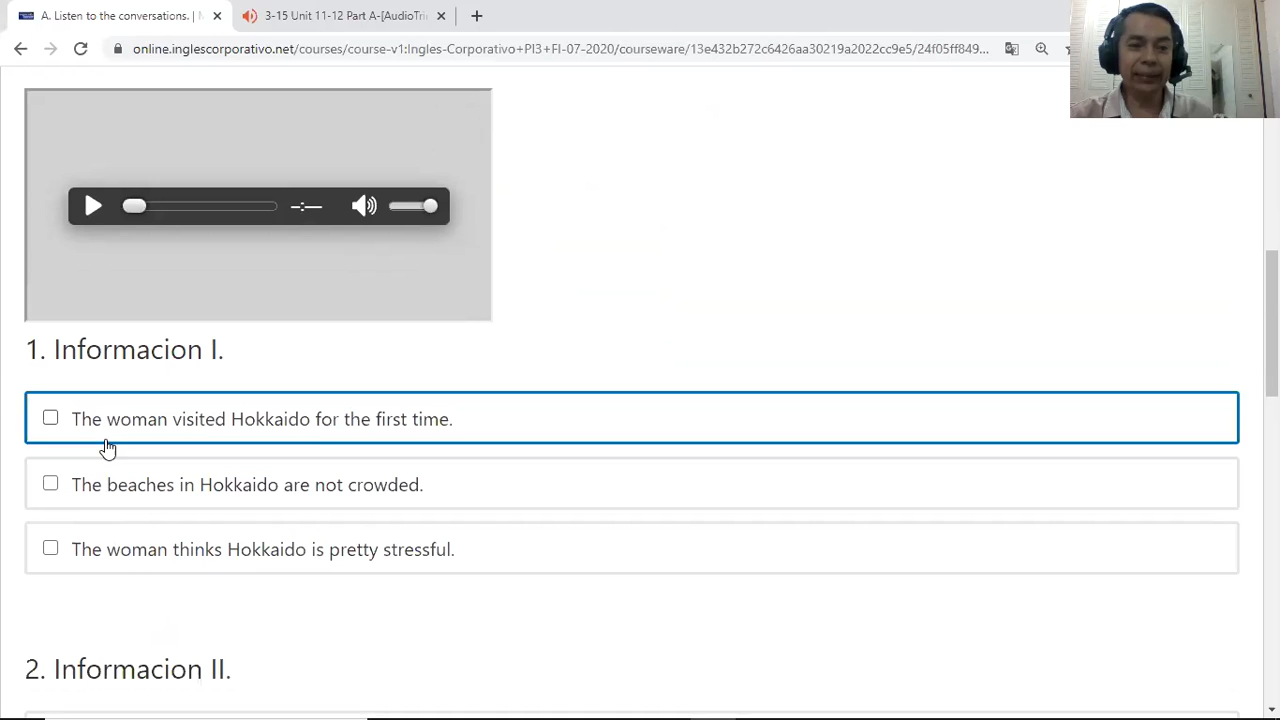 A. Listen to the conversations. |
3-15 Unit 11-12 Part A-[AudioTri
online.inglescorporativo.net/courses/course-v1:Ingles-Corporativo+PI3+FI-07-2020/courseware/13e432b272c6426aa30219a2022cc9e5/24f05ff849...
-:--
1. Informacion I.
The woman visited Hokkaido for the first time.
The beaches in Hokkaido are not crowded.
The woman thinks Hokkaido is pretty stressful.
2. Informacion II.